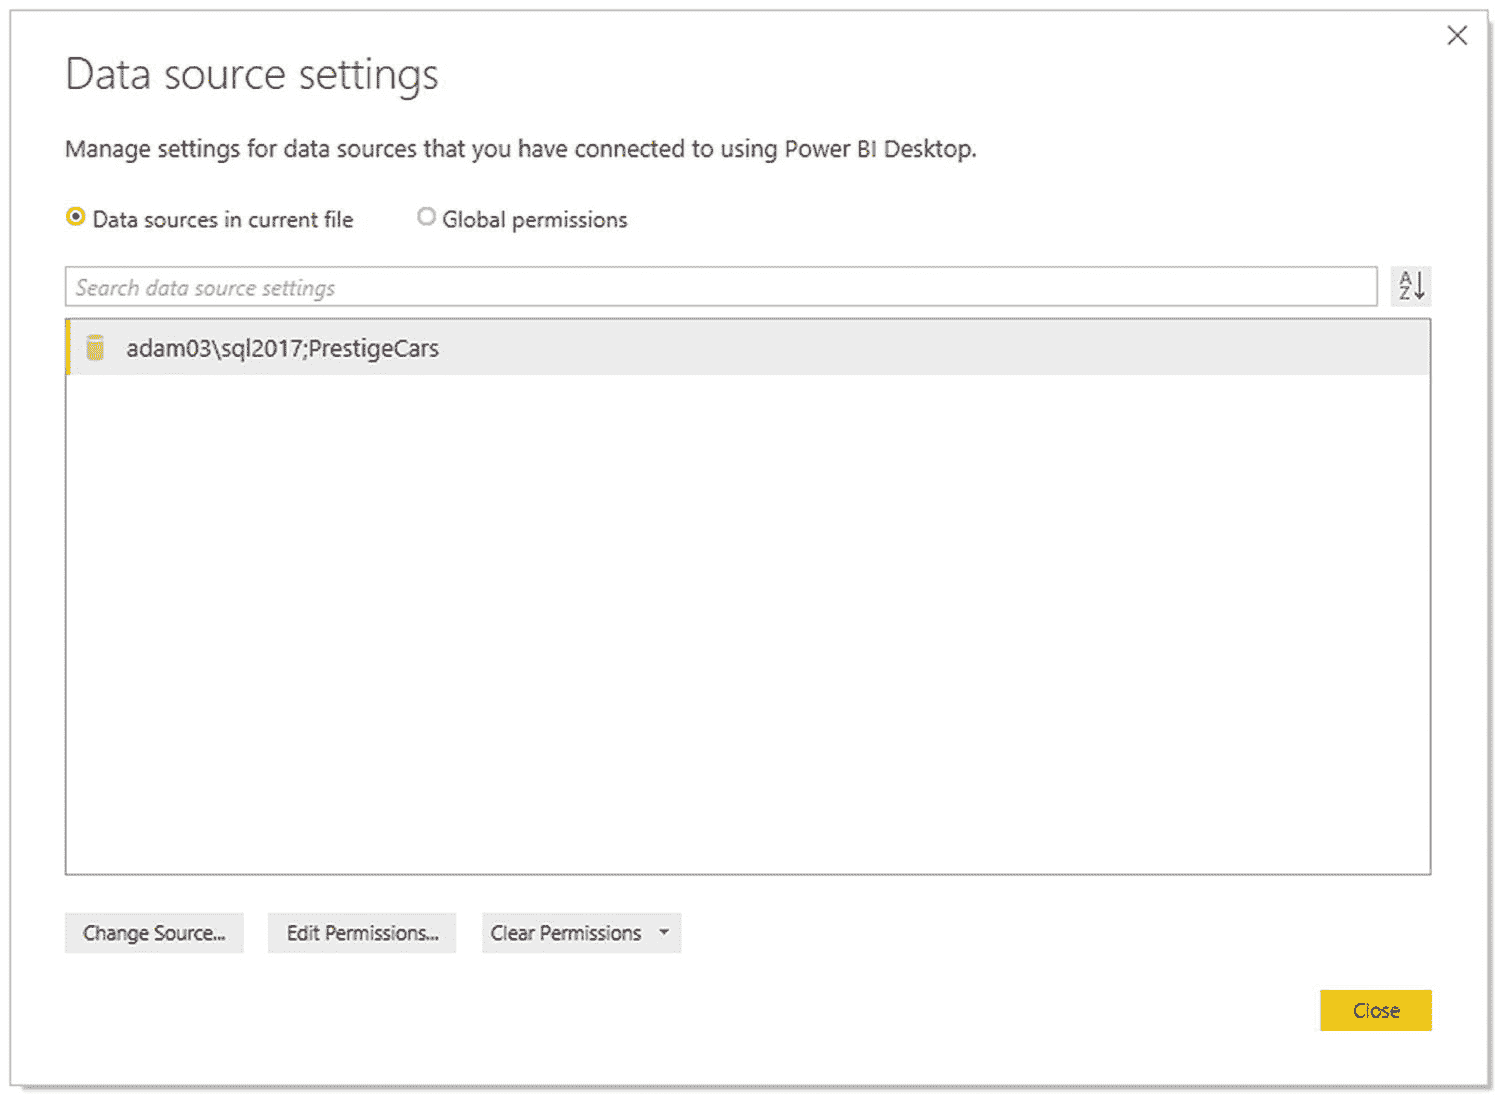 Data source settings
Manage settings for data sources that you have connected to using Power BI Desktop.
Data sources in current file Global permissions
Search data source settings
A
Z
adam03\sql2017;PrestigeCars
Change Source... Edit Permissions... Clear Permissions
Close